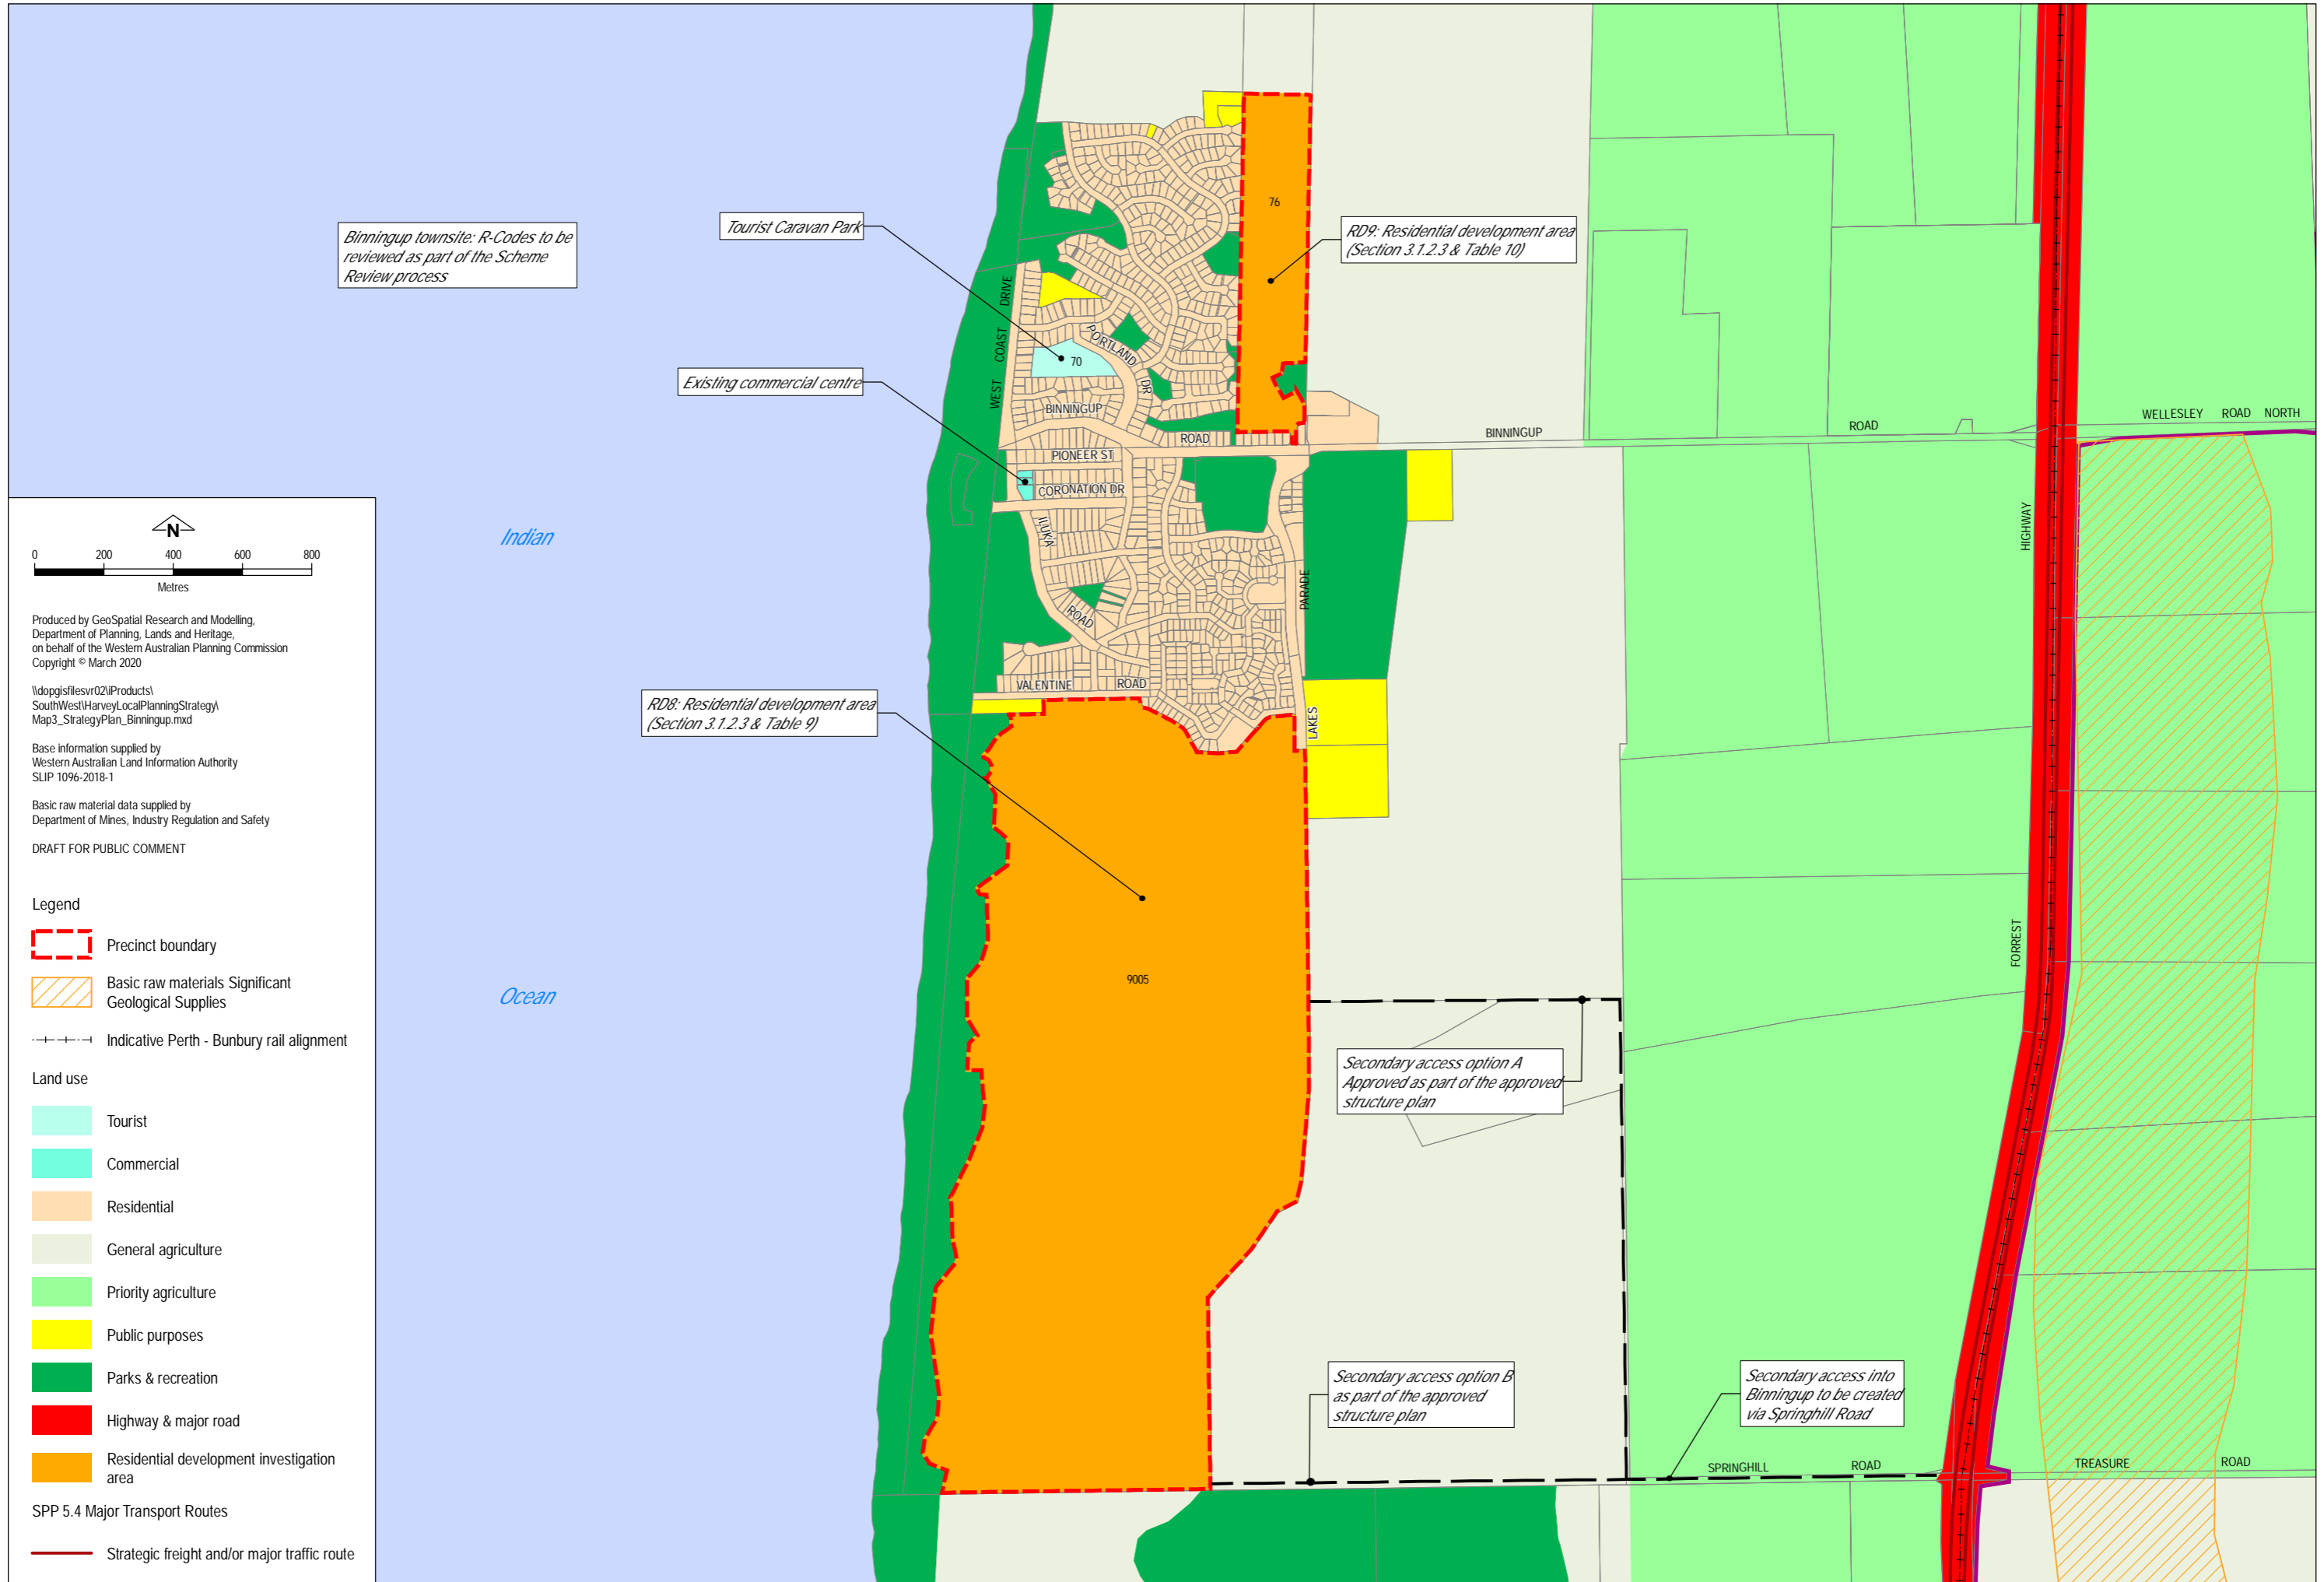 Binningup townsite: R-Codes to be
reviewed as part of the Scheme
Review process
Tourist Caravan Park
Existing commercial centre
76
RD9: Residential development area
(Section 3.1.2.3 & Table 10)
WEST COAST DRIVE
PORTLAND DR
70
BINNINGUP ROAD
BINNINGUP ROAD
WELLESLEY ROAD NORTH
PIONEER ST
CORONATION DR
ILUKA ROAD
LAKES PARADE
FORREST HIGHWAY
VALENTINE ROAD
Indian
Ocean
RD8: Residential development area
(Section 3.1.2.3 & Table 9)
9005
Secondary access option A
Approved as part of the approved
structure plan
Secondary access option B
as part of the approved
structure plan
Secondary access into
Binningup to be created
via Springhill Road
SPRINGHILL ROAD
TREASURE ROAD
N
0 200 400 600 800
Metres
Produced by GeoSpatial Research and Modelling,
Department of Planning, Lands and Heritage,
on behalf of the Western Australian Planning Commission
Copyright © March 2020
\\dopgisfilesvr02\iProducts\
SouthWest\HarveyLocalPlanningStrategy\
Map3_StrategyPlan_Binningup.mxd
Base information supplied by
Western Australian Land Information Authority
SLIP 1096-2018-1
Basic raw material data supplied by
Department of Mines, Industry Regulation and Safety
DRAFT FOR PUBLIC COMMENT
Legend
Precinct boundary
Basic raw materials Significant
Geological Supplies
Indicative Perth - Bunbury rail alignment
Land use
Tourist
Commercial
Residential
General agriculture
Priority agriculture
Public purposes
Parks & recreation
Highway & major road
Residential development investigation
area
SPP 5.4 Major Transport Routes
Strategic freight and/or major traffic route